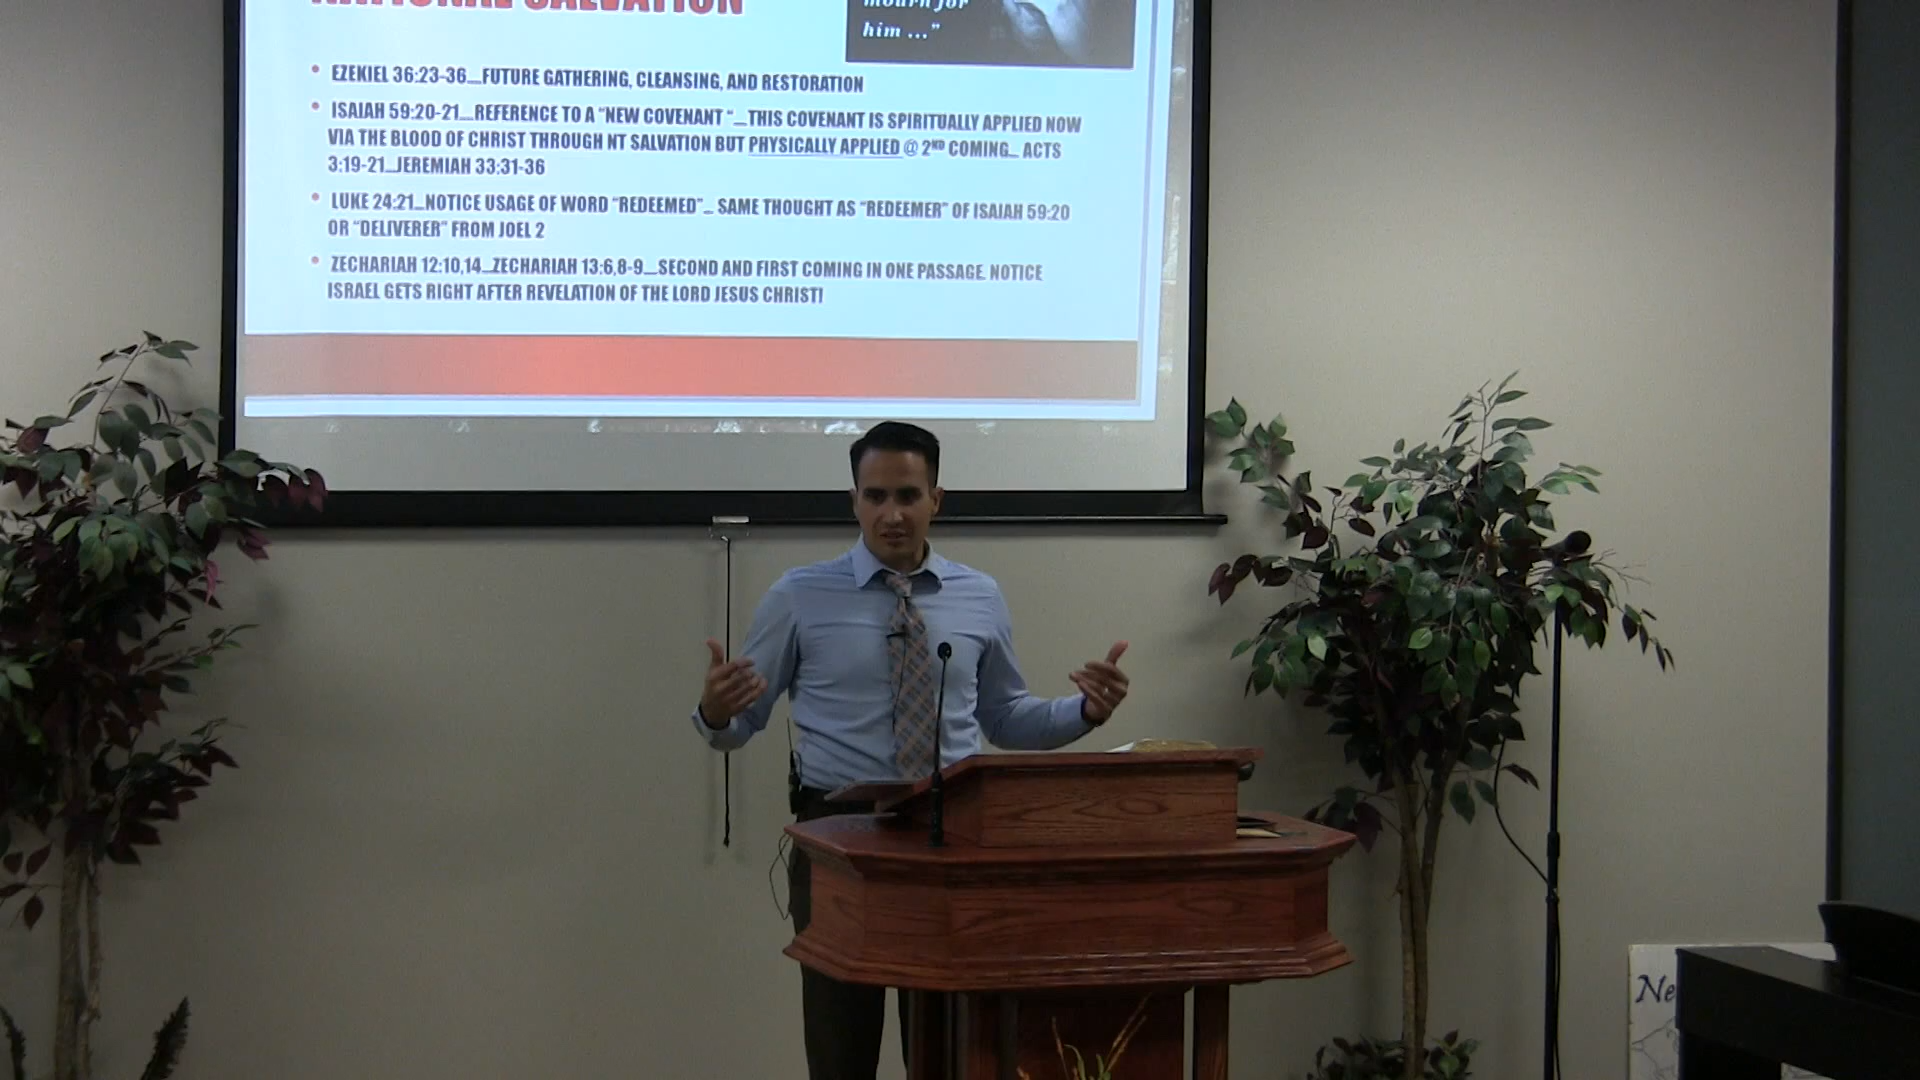 NATIONAL SALVATION
mourn for
him ..."
• EZEKIEL 36:23-36...FUTURE GATHERING, CLEANSING, AND RESTORATION
• ISAIAH 59:20-21...REFERENCE TO A "NEW COVENANT "...THIS COVENANT IS SPIRITUALLY APPLIED NOW
VIA THE BLOOD OF CHRIST THROUGH NT SALVATION BUT PHYSICALLY APPLIED @ 2ND COMING... ACTS
3:19-21...JEREMIAH 33:31-36
• LUKE 24:21...NOTICE USAGE OF WORD "REDEEMED"... SAME THOUGHT AS "REDEEMER" OF ISAIAH 59:20
OR "DELIVERER" FROM JOEL 2
• ZECHARIAH 12:10,14...ZECHARIAH 13:6,8-9...SECOND AND FIRST COMING IN ONE PASSAGE. NOTICE
ISRAEL GETS RIGHT AFTER REVELATION OF THE LORD JESUS CHRIST!
Ne